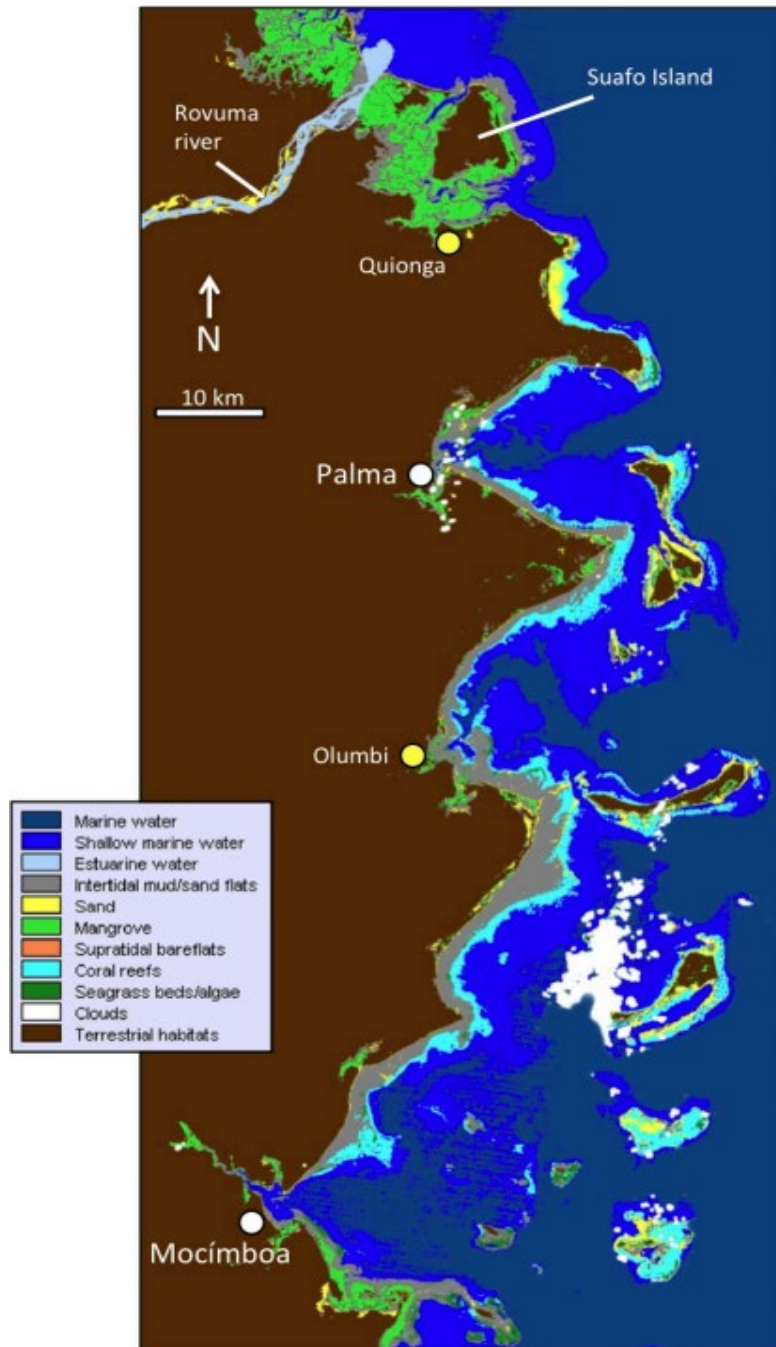 Suafo Island
Rovuma
river
Quionga
N
10 km
Palma
Olumbi
Marine water
Shallow marine water
Estuarine water
Intertidal mud/sand flats
Sand
Mangrove
Supratidal bareflats
Coral reefs
Seagrass beds/algae
Clouds
Terrestrial habitats
Mocímboa